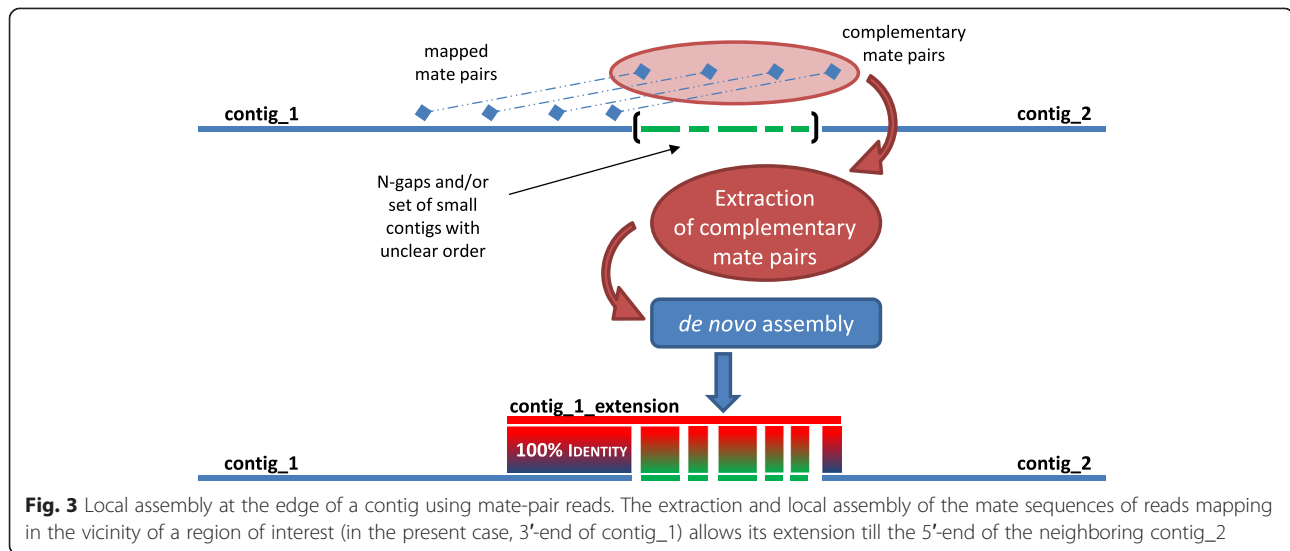 mapped
mate pairs
complementary
mate pairs
contig_1
contig_2
N-gaps and/or
set of small
contigs with
unclear order
Extraction
of complementary
mate pairs
de novo assembly
contig_1_extension
100% IDENTITY
contig_1
contig_2
Fig. 3 Local assembly at the edge of a contig using mate-pair reads. The extraction and local assembly of the mate sequences of reads mapping
in the vicinity of a region of interest (in the present case, 3′-end of contig_1) allows its extension till the 5′-end of the neighboring contig_2